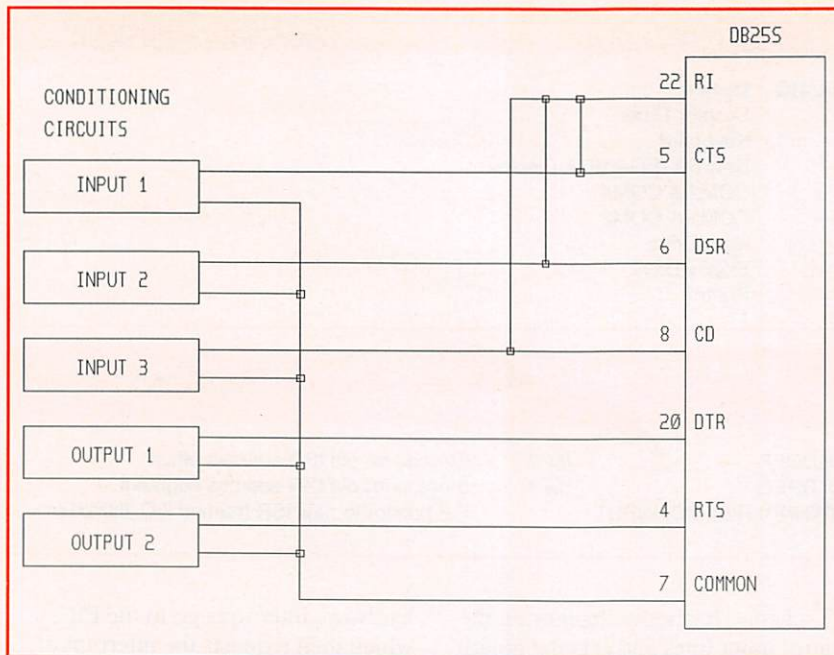 DB25S
CONDITIONING
CIRCUITS
22 RI
INPUT 1
5 CTS
INPUT 2
6 DSR
INPUT 3
8 CD
OUTPUT 1
20 DTR
OUTPUT 2
4 RTS
7 COMMON